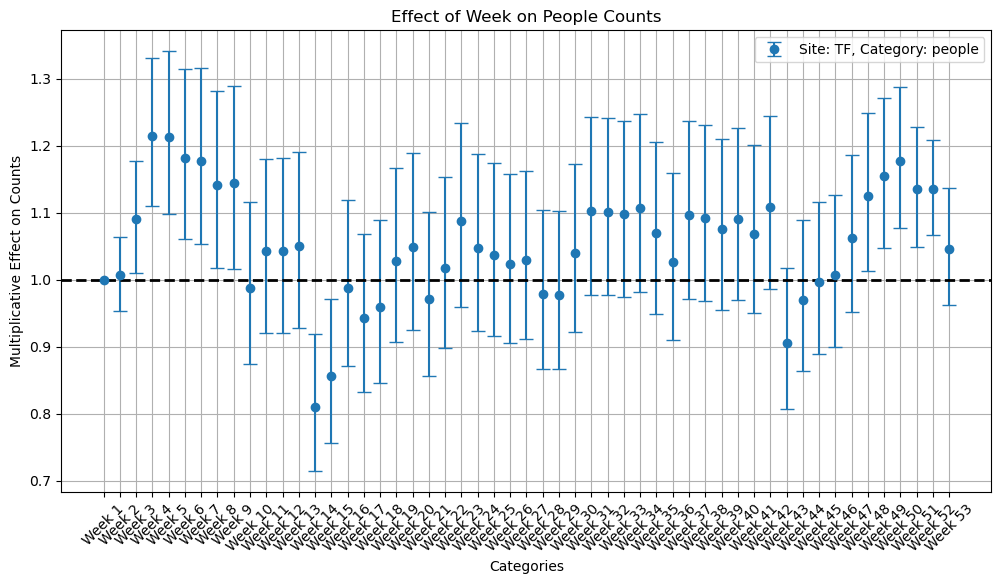 Effect of Week on People Counts
Site: TF, Category: people
Multiplicative Effect on Counts
1.3
1.2
1.1
1.0
0.9
0.8
0.7
Week 1
Week 2
Week 3
Week 4
Week 5
Week 6
Week 7
Week 8
Week 9
Week 10
Week 11
Week 12
Week 13
Week 14
Week 15
Week 16
Week 17
Week 18
Week 19
Week 20
Week 21
Week 22
Week 23
Week 24
Week 25
Week 26
Week 27
Week 28
Week 29
Week 30
Week 31
Week 32
Week 33
Week 34
Week 35
Week 36
Week 37
Week 38
Week 39
Week 40
Week 41
Week 42
Week 43
Week 44
Week 45
Week 46
Week 47
Week 48
Week 49
Week 50
Week 51
Week 52
Week 53
Categories